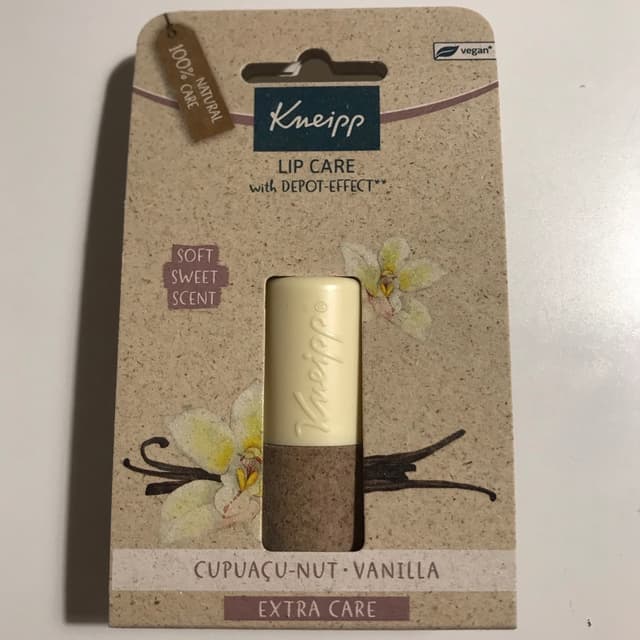 100% NATURAL
CARE
vegan*
Kneipp
LIP CARE
with DEPOT-EFFECT**
SOFT
SWEET
SCENT
Kneipp®
CUPUAÇU-NUT · VANILLA
EXTRA CARE